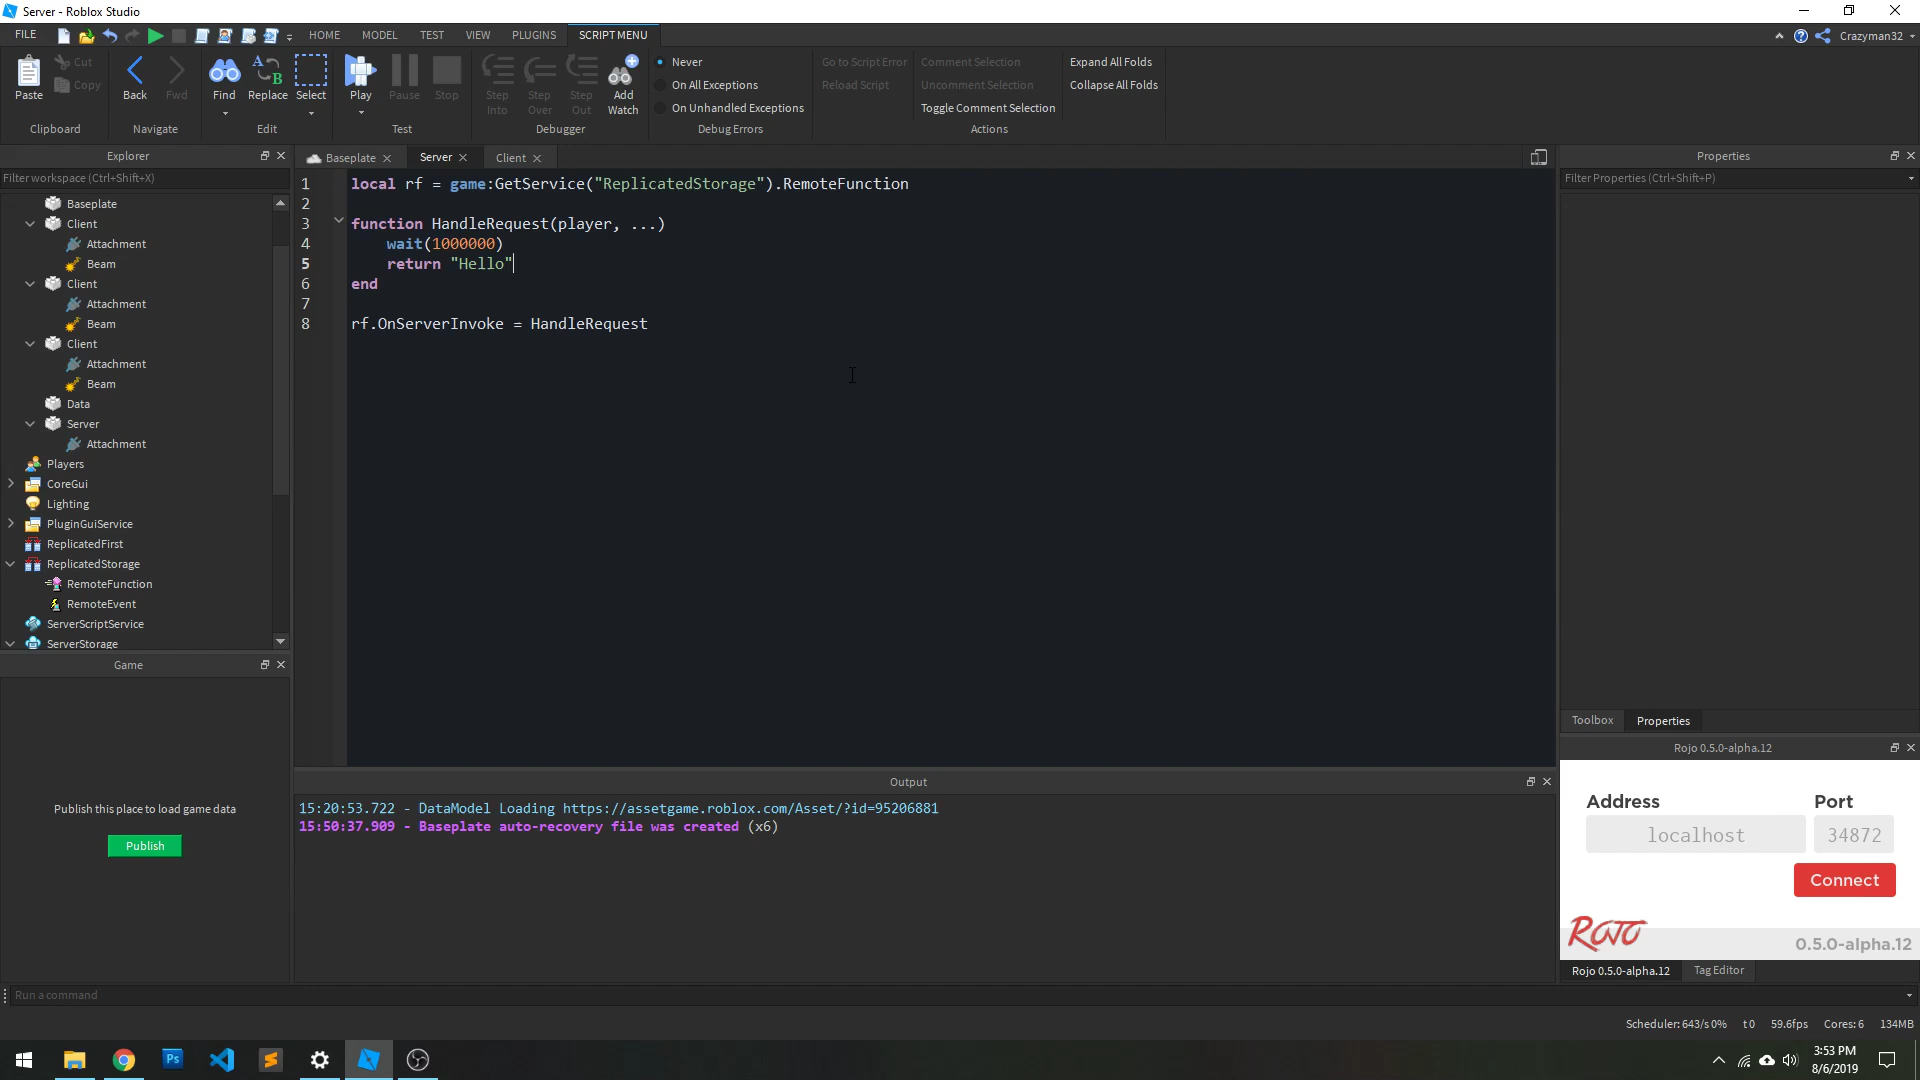 Server - Roblox Studio
FILE
HOME
MODEL
TEST
VIEW
PLUGINS
SCRIPT MENU
Crazyman32
Paste
Cut
Copy
Clipboard
Back
Fwd
Navigate
Find
Replace
Select
Edit
Play
Pause
Stop
Test
Step Into
Step Over
Step Out
Add Watch
Debugger
Never
On All Exceptions
On Unhandled Exceptions
Debug Errors
Go to Script Error
Reload Script
Comment Selection
Uncomment Selection
Toggle Comment Selection
Actions
Expand All Folds
Collapse All Folds
Explorer
Filter workspace (Ctrl+Shift+X)
Baseplate
Client
Attachment
Beam
Client
Attachment
Beam
Client
Attachment
Beam
Data
Server
Attachment
Players
CoreGui
Lighting
PluginGuiService
ReplicatedFirst
ReplicatedStorage
RemoteFunction
RemoteEvent
ServerScriptService
ServerStorage
Game
Publish this place to load game data
Publish
Baseplate
Server
Client
1 local rf = game:GetService("ReplicatedStorage").RemoteFunction
2
3 function HandleRequest(player, ...)
4 wait(1000000)
5 return "Hello"
6 end
7
8 rf.OnServerInvoke = HandleRequest
Output
15:20:53.722 - DataModel Loading https://assetgame.roblox.com/Asset/?id=95206881
15:50:37.909 - Baseplate auto-recovery file was created (x6)
Properties
Filter Properties (Ctrl+Shift+P)
Toolbox
Properties
Rojo 0.5.0-alpha.12
Address
Port
localhost
34872
Connect
ROJO
0.5.0-alpha.12
Rojo 0.5.0-alpha.12
Tag Editor
Run a command
Scheduler: 643/s 0%
t 0
59.6fps
Cores: 6
134MB
Ps
3:53 PM
8/6/2019